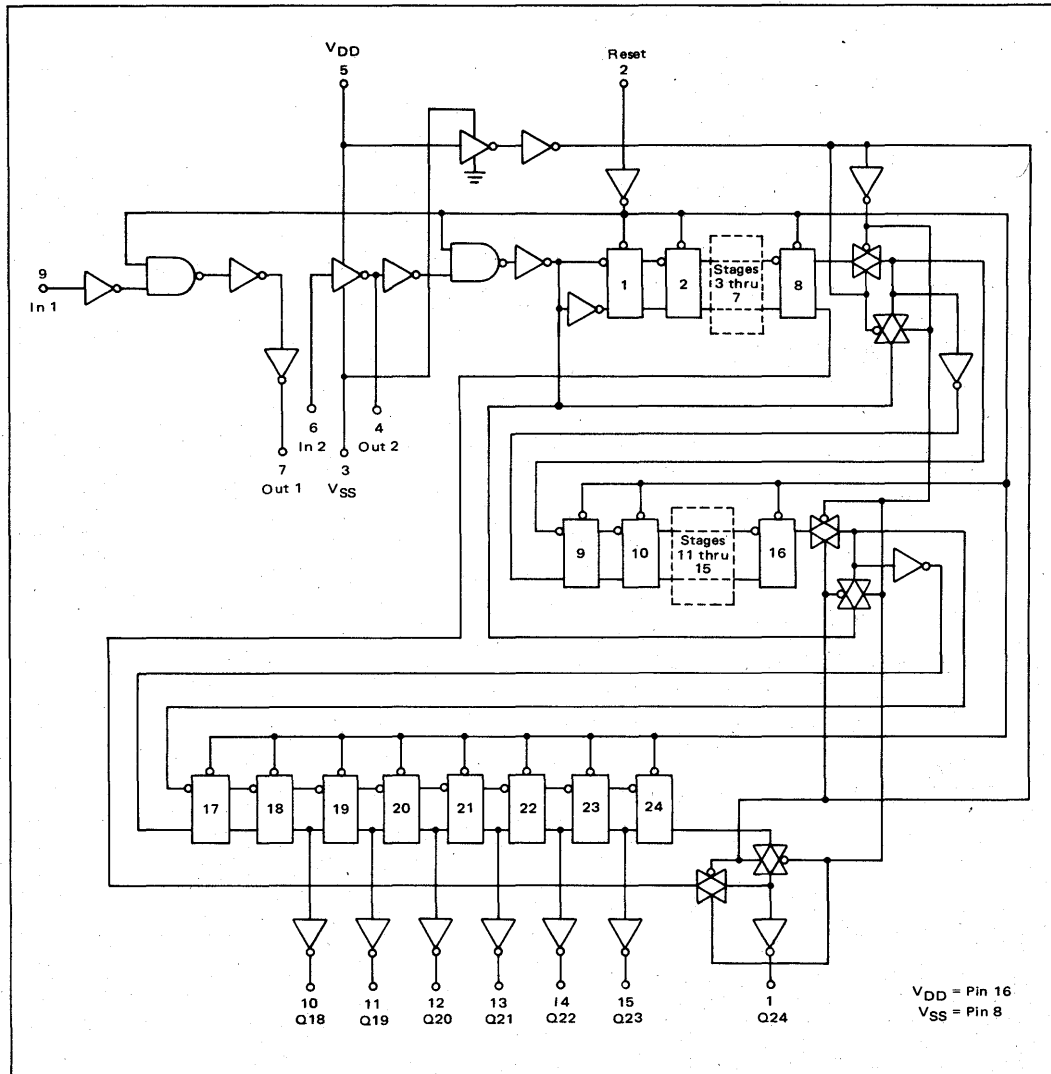 VDD
5
Reset
2
9
In 1
6
In 2
4
Out 2
7
Out 1
3
VSS
1
2
Stages
3 thru
7
8
9
10
Stages
11 thru
15
16
17
18
19
20
21
22
23
24
10
Q18
11
Q19
12
Q20
13
Q21
14
Q22
15
Q23
1
Q24
VDD = Pin 16
VSS = Pin 8